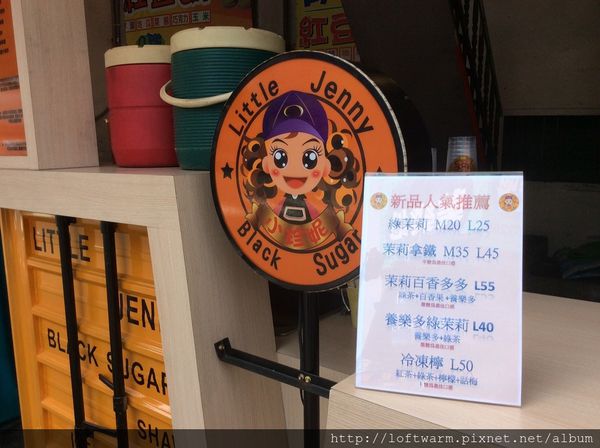 Little Jenny
小珍妮
Black Sugar
LITTLE
JENNY
BLACK SUGAR
新品人氣推薦
綠茉莉 M20 L25
茉莉拿鐵 M35 L45
茉莉百香多多 L55
綠茶+百香果+養樂多
養樂多綠茉莉 L40
養樂多+綠茶
冷凍檸 L50
紅茶+綠茶+檸檬+話梅
http://loftwarm.pixnet.net/album